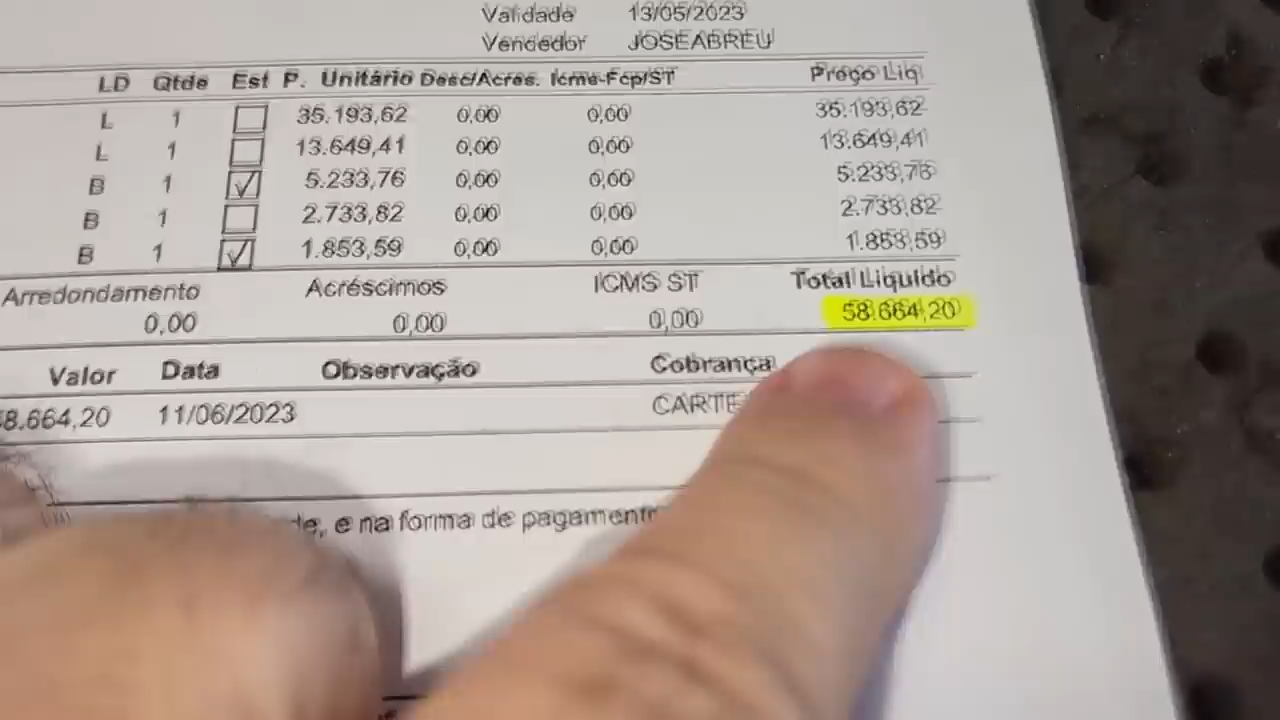 Validade 13/05/2023
Vendedor JOSEABREU
LD Qtde Est P. Unitário Desc/Acres. Icms-Fcp/ST Preço Liq
L 1 35.193,62 0,00 0,00 35.193,62
L 1 13.649,41 0,00 0,00 13.649,41
B 1 5.233,76 0,00 0,00 5.233,76
B 1 2.733,82 0,00 0,00 2.733,82
B 1 1.853,59 0,00 0,00 1.853,59
Arredondamento Acréscimos ICMS ST Total Liquido
0,00 0,00 0,00 58.664,20
Valor Data Observação Cobrança
8.664,20 11/06/2023 CARTE
de, e na forma de pagament